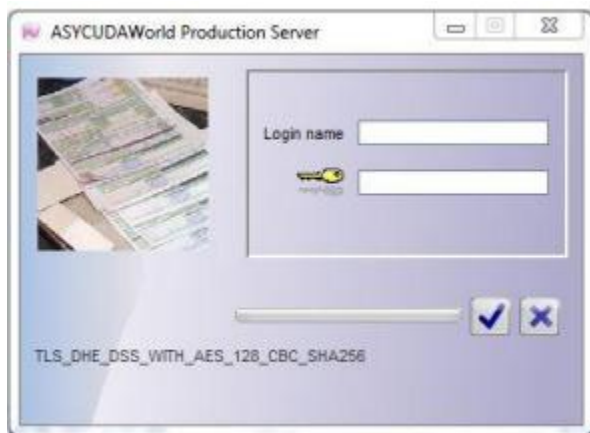 ASYCUDAWorld Production Server
Login name
TLS_DHE_DSS_WITH_AES_128_CBC_SHA256